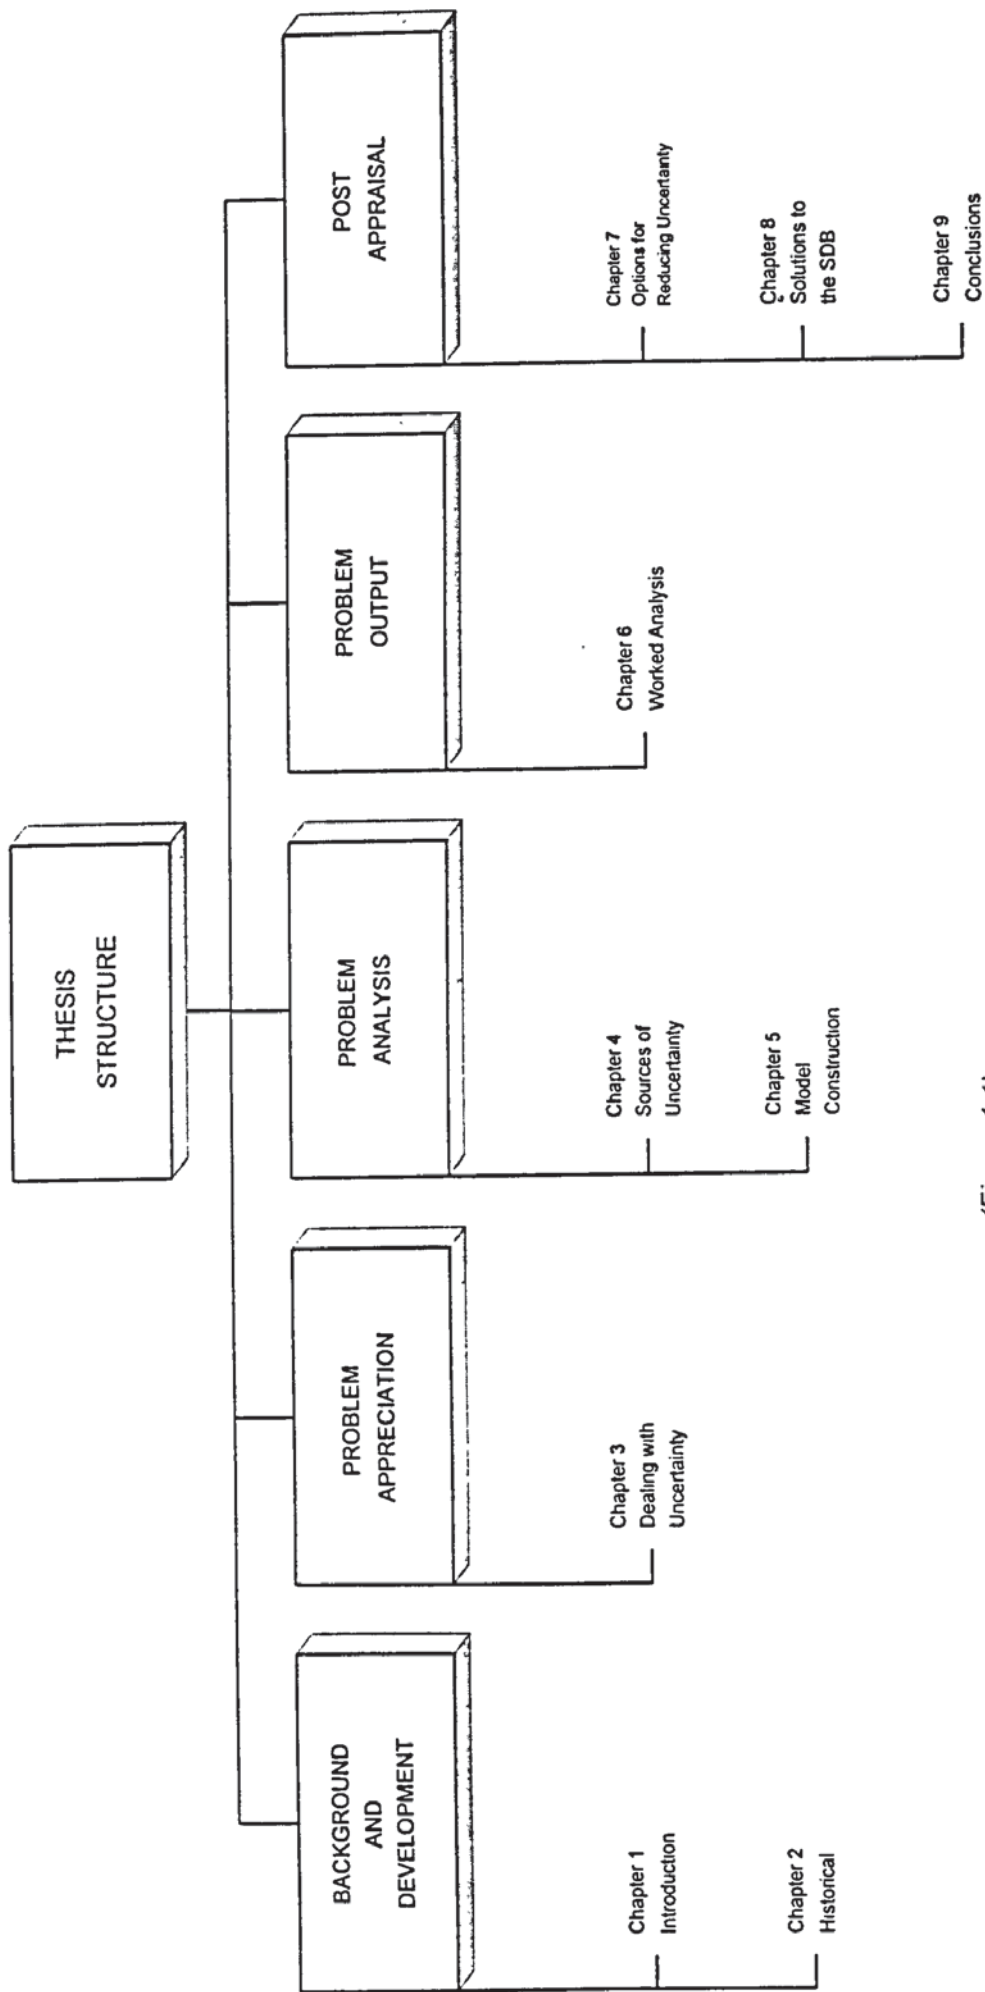 THESIS
STRUCTURE
BACKGROUND
AND
DEVELOPMENT
Chapter 1
Introduction
Chapter 2
Historical
PROBLEM
APPRECIATION
Chapter 3
Dealing with
Uncertainty
PROBLEM
ANALYSIS
Chapter 4
Sources of
Uncertainty
Chapter 5
Model
Construction
PROBLEM
OUTPUT
Chapter 6
Worked Analysis
POST
APPRAISAL
Chapter 7
Options for
Reducing Uncertainty
Chapter 8
Solutions to
the SDB
Chapter 9
Conclusions